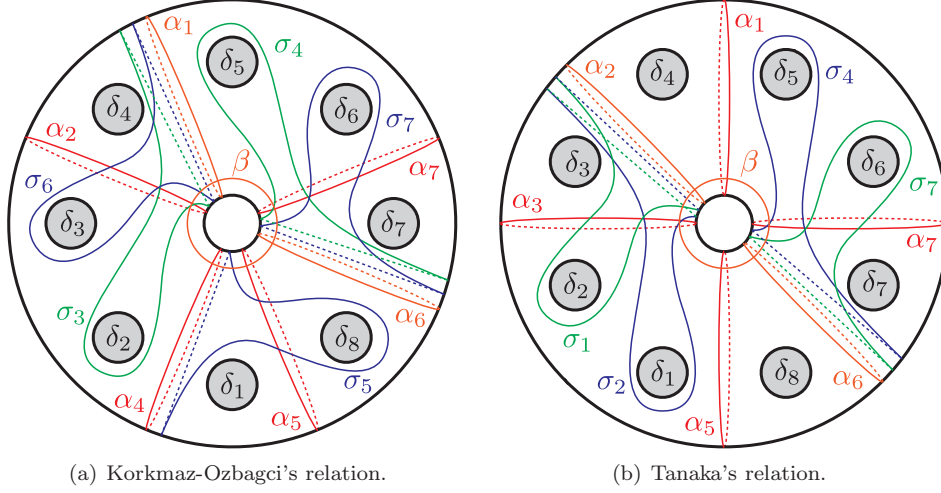 α₁
δ₅
σ₄
δ₄
δ₆
σ₇
α₂
β
α₇
σ₆
δ₃
δ₇
σ₃
α₆
δ₂
δ₈
σ₅
α₄
δ₁
α₅
(a) Korkmaz-Ozbagci's relation.
α₁
α₂
δ₄
δ₅
σ₄
δ₃
β
δ₆
σ₇
α₃
α₇
δ₂
δ₇
σ₁
σ₂
δ₁
δ₈
α₆
α₅
(b) Tanaka's relation.